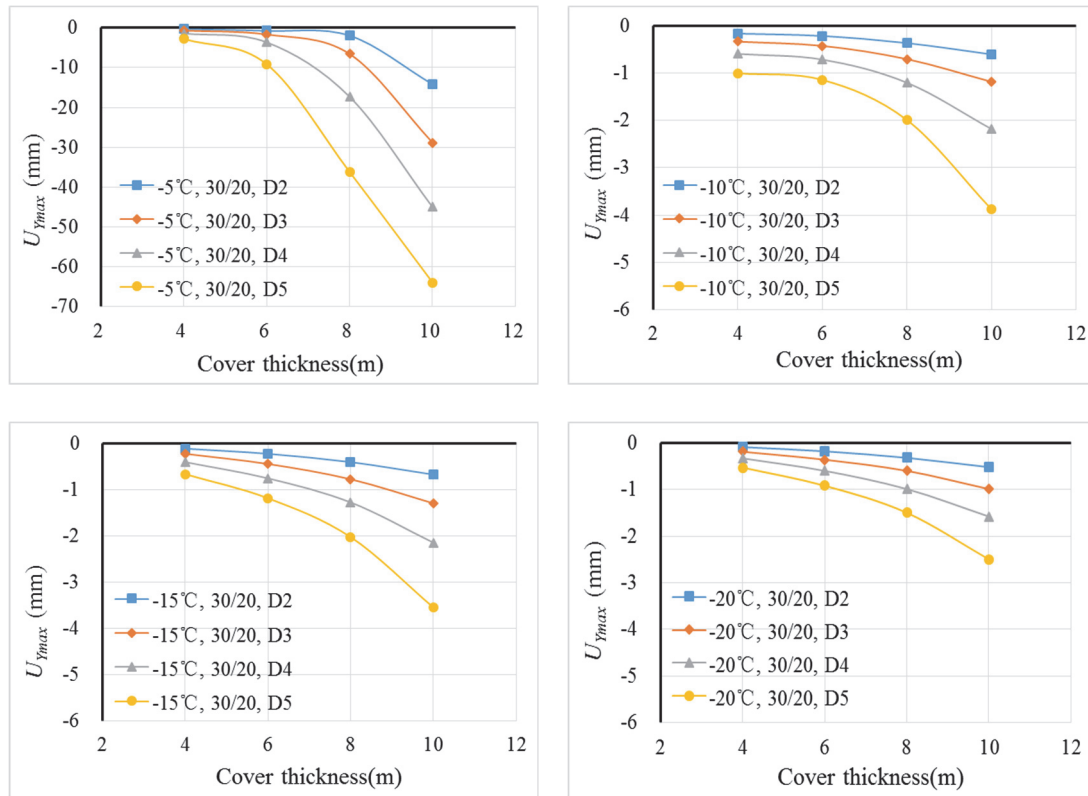 0
-10
-20
-30
-40
-50
-60
-70
U_Ymax (mm)
-5℃, 30/20, D2
-5℃, 30/20, D3
-5℃, 30/20, D4
-5℃, 30/20, D5
2 4 6 8 10 12
Cover thickness(m)
0
-1
-2
-3
-4
-5
-6
U_Ymax (mm)
-10℃, 30/20, D2
-10℃, 30/20, D3
-10℃, 30/20, D4
-10℃, 30/20, D5
2 4 6 8 10 12
Cover thickness(m)
0
-1
-2
-3
-4
-5
-6
U_Ymax (mm)
-15℃, 30/20, D2
-15℃, 30/20, D3
-15℃, 30/20, D4
-15℃, 30/20, D5
2 4 6 8 10 12
Cover thickness(m)
0
-1
-2
-3
-4
-5
-6
U_Ymax (mm)
-20℃, 30/20, D2
-20℃, 30/20, D3
-20℃, 30/20, D4
-20℃, 30/20, D5
2 4 6 8 10 12
Cover thickness(m)